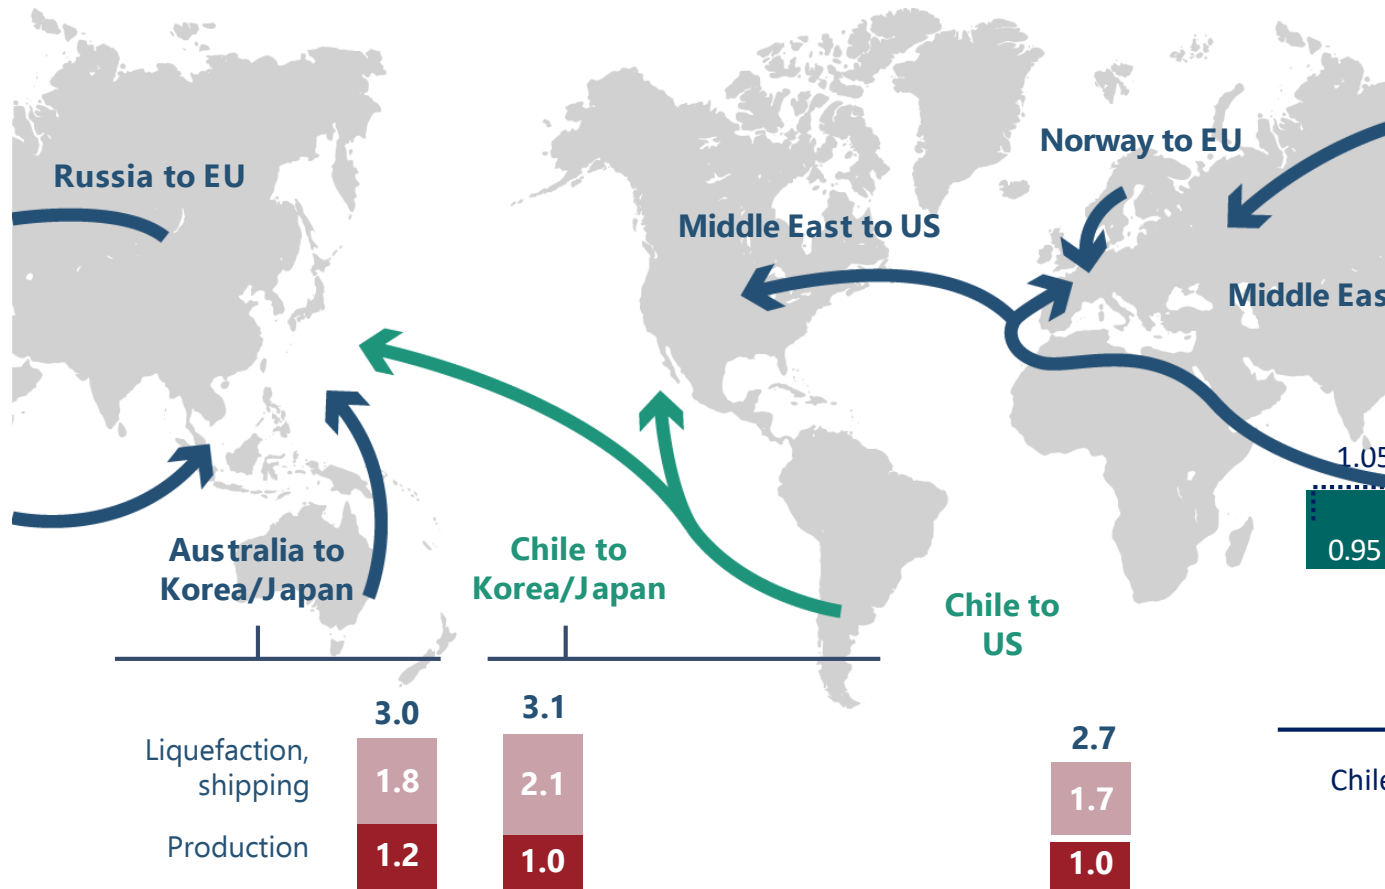 Norway to EU
Russia to EU
Middle East to US
Middle Eas
1.05
0.95
Australia to
Korea/Japan
Chile to
Korea/Japan
Chile to
US
3.0
3.1
2.7
Liquefaction,
shipping
1.8
2.1
1.7
Chile
Production
1.2
1.0
1.0